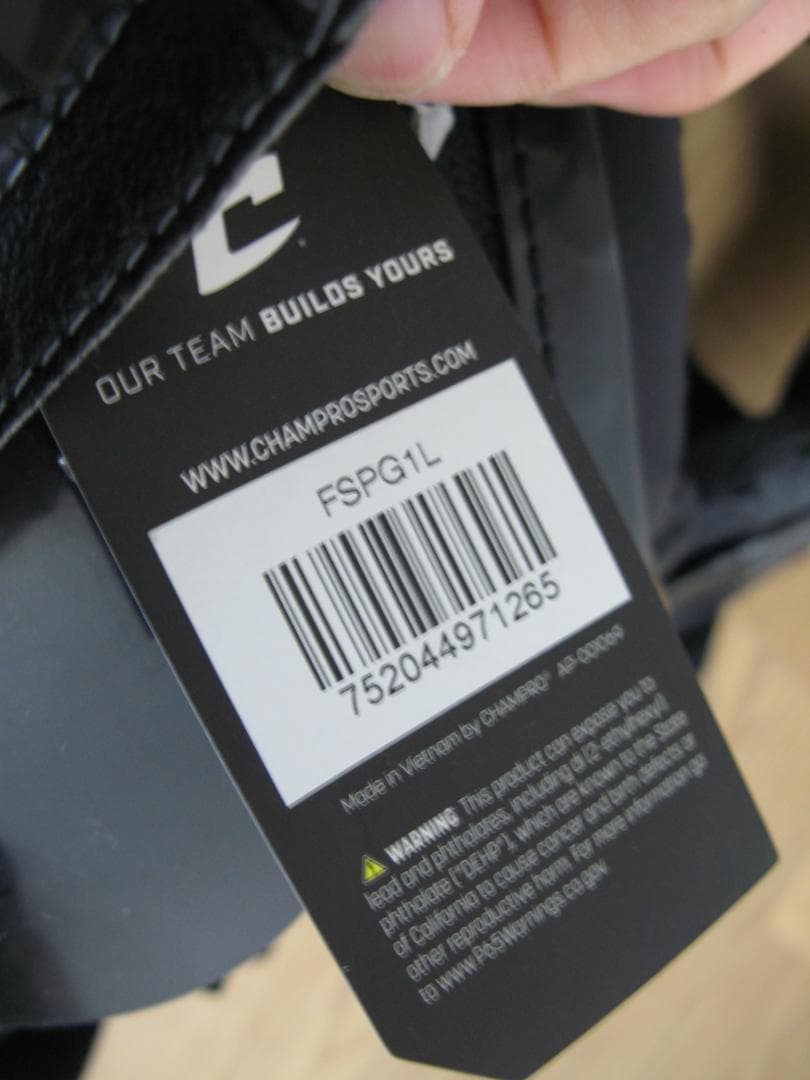 C
OUR TEAM BUILDS YOURS
WWW.CHAMPROSPORTS.COM
FSPG1L
752044971265
Made in Vietnam by CHAMPRO® AP-001069
WARNING This product can expose you to
lead and phthalates, including di (2-ethylhexyl)
phthalate ("DEHP"), which are known to the State
of California to cause cancer and birth defects or
other reproductive harm. For more information go
to www.P65Warnings.ca.gov